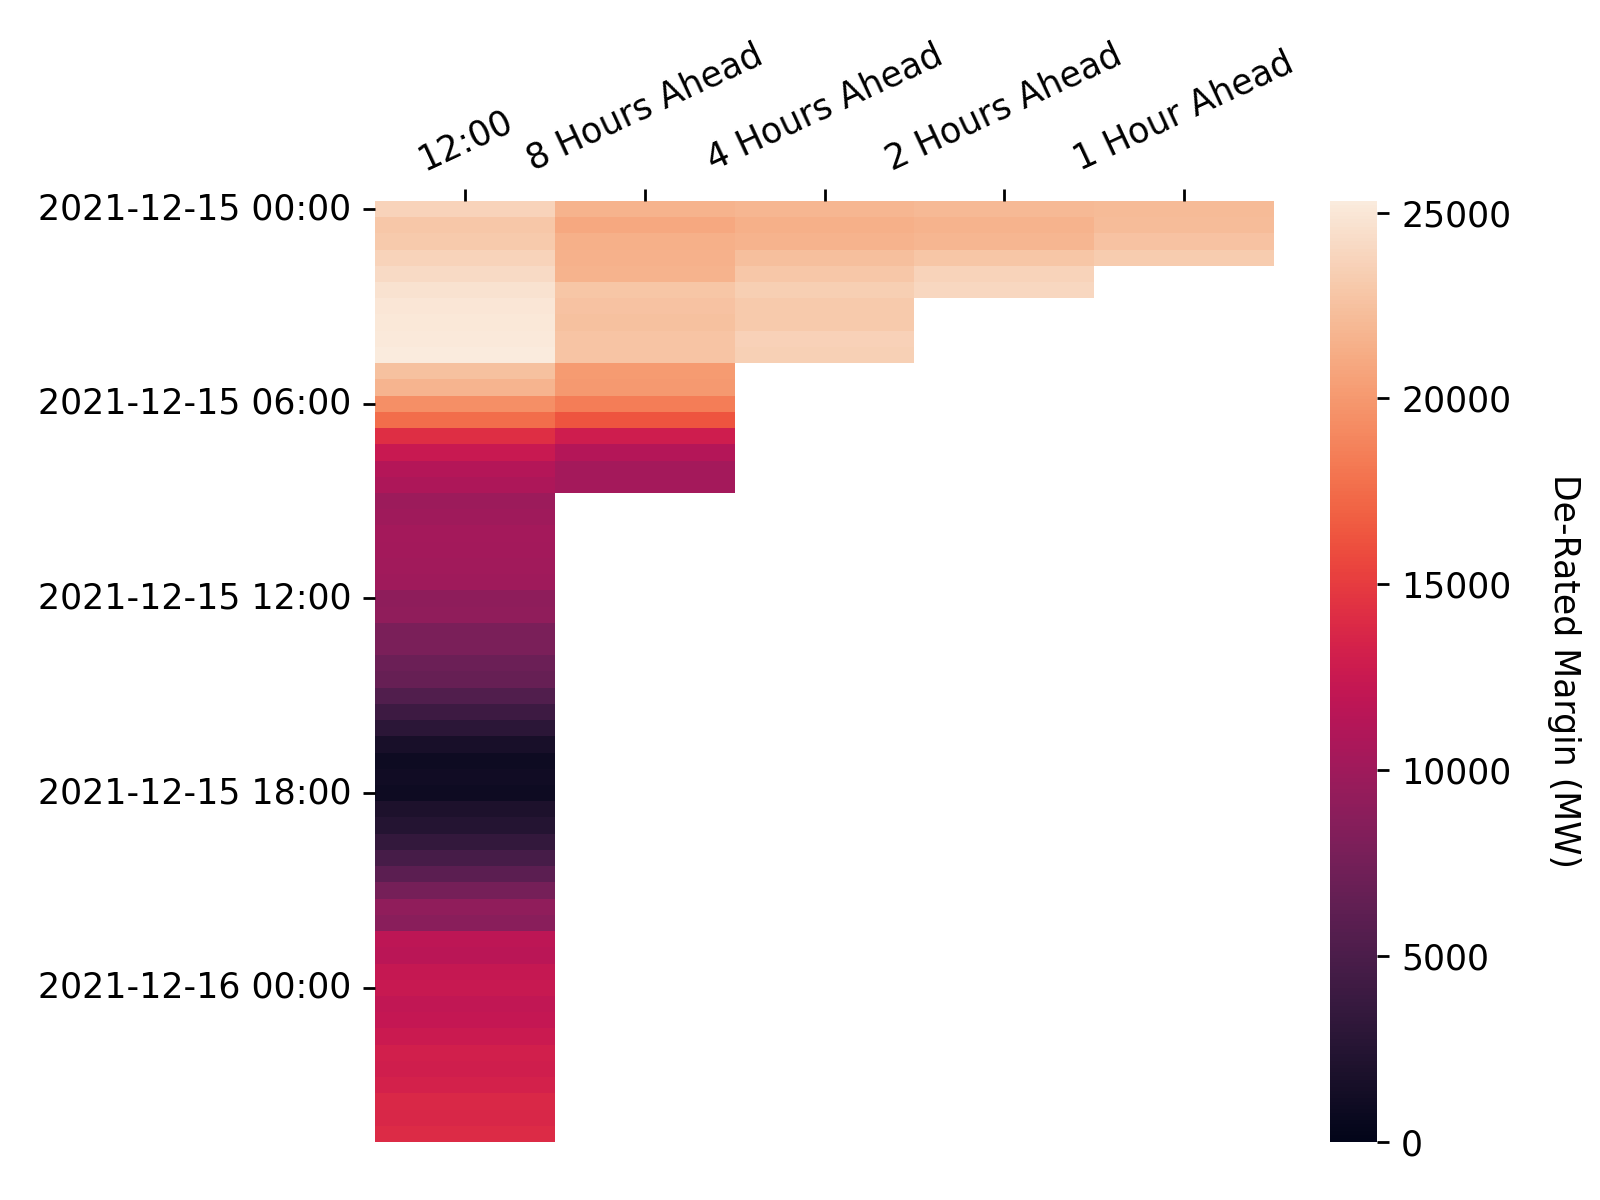 12:00
8 Hours Ahead
4 Hours Ahead
2 Hours Ahead
1 Hour Ahead
2021-12-15 00:00
2021-12-15 06:00
2021-12-15 12:00
2021-12-15 18:00
2021-12-16 00:00
25000
20000
15000
10000
5000
0
De-Rated Margin (MW)